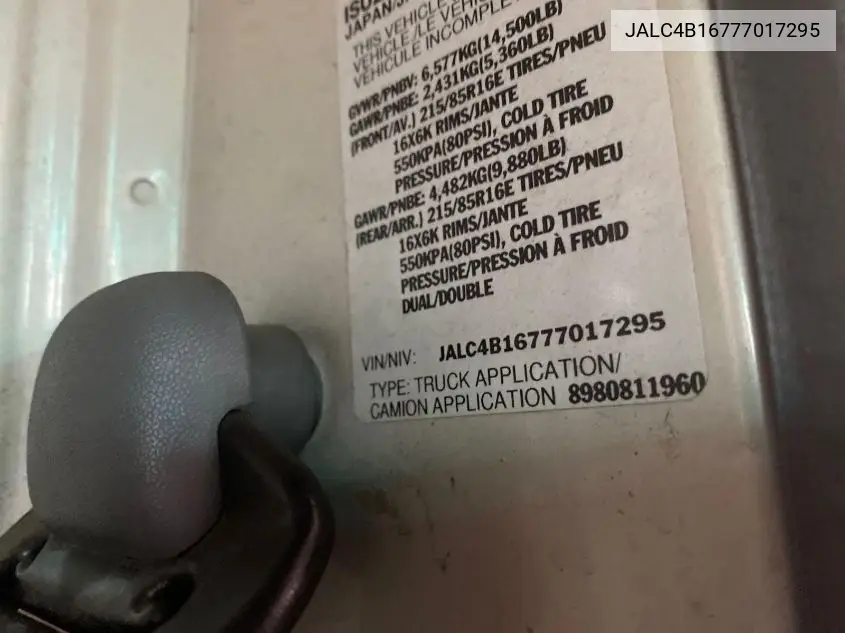 JALC4B16777017295
THIS VEHICLE
VEHICLE /LE
VÉHICULE
GVWR/PNBV: 6,577KG(14,500LB)
GAWR/PNBE: 2,431KG(5,360LB)
(FRONT/AV.) 215/85R16E TIRES/PNEU
16X6K RIMS/JANTE
550KPA(80PSI), COLD TIRE
PRESSURE/PRESSION À FROID
GAWR/PNBE: 4,482KG(9,880LB)
(REAR/ARR.) 215/85R16E TIRES/PNEU
16X6K RIMS/JANTE
550KPA(80PSI), COLD TIRE
PRESSURE/PRESSION À FROID
DUAL/DOUBLE
VIN/NIV: JALC4B16777017295
TYPE: TRUCK APPLICATION/
CAMION APPLICATION 8980811960